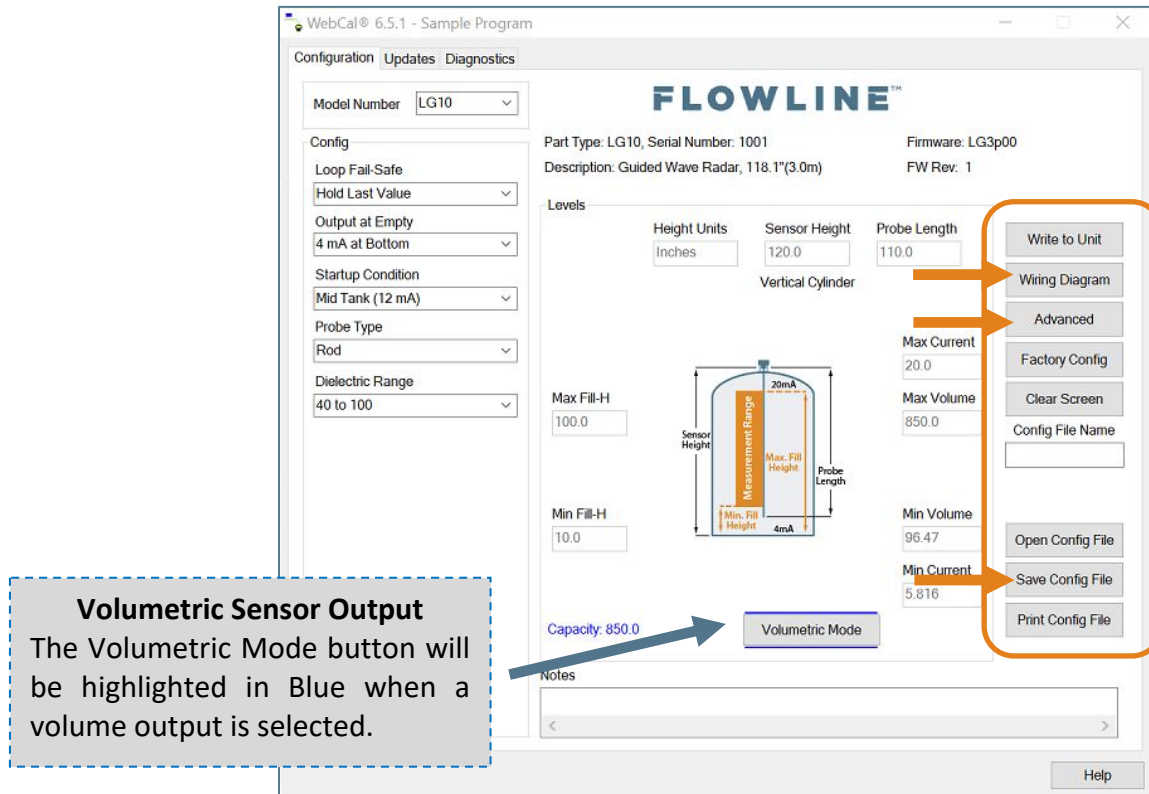 WebCal® 6.5.1 - Sample Program
Configuration Updates Diagnostics
Model Number LG10
FLOWLINE™
Config
Loop Fail-Safe
Hold Last Value
Output at Empty
4 mA at Bottom
Startup Condition
Mid Tank (12 mA)
Probe Type
Rod
Dielectric Range
40 to 100
Part Type: LG10, Serial Number: 1001
Firmware: LG3p00
Description: Guided Wave Radar, 118.1"(3.0m)
FW Rev: 1
Levels
Height Units Sensor Height Probe Length
Inches 120.0 110.0
Vertical Cylinder
Max Current
20.0
Max Fill-H
100.0
Max Volume
850.0
20mA
Sensor
Height
Measurement Range
Max. Fill
Height
Probe
Length
Min. Fill
Height
4mA
Min Fill-H
10.0
Min Volume
96.47
Min Current
5.816
Capacity: 850.0
Volumetric Mode
Write to Unit
Wiring Diagram
Advanced
Factory Config
Clear Screen
Config File Name
Open Config File
Save Config File
Print Config File
Notes
Help
Volumetric Sensor Output
The Volumetric Mode button will
be highlighted in Blue when a
volume output is selected.